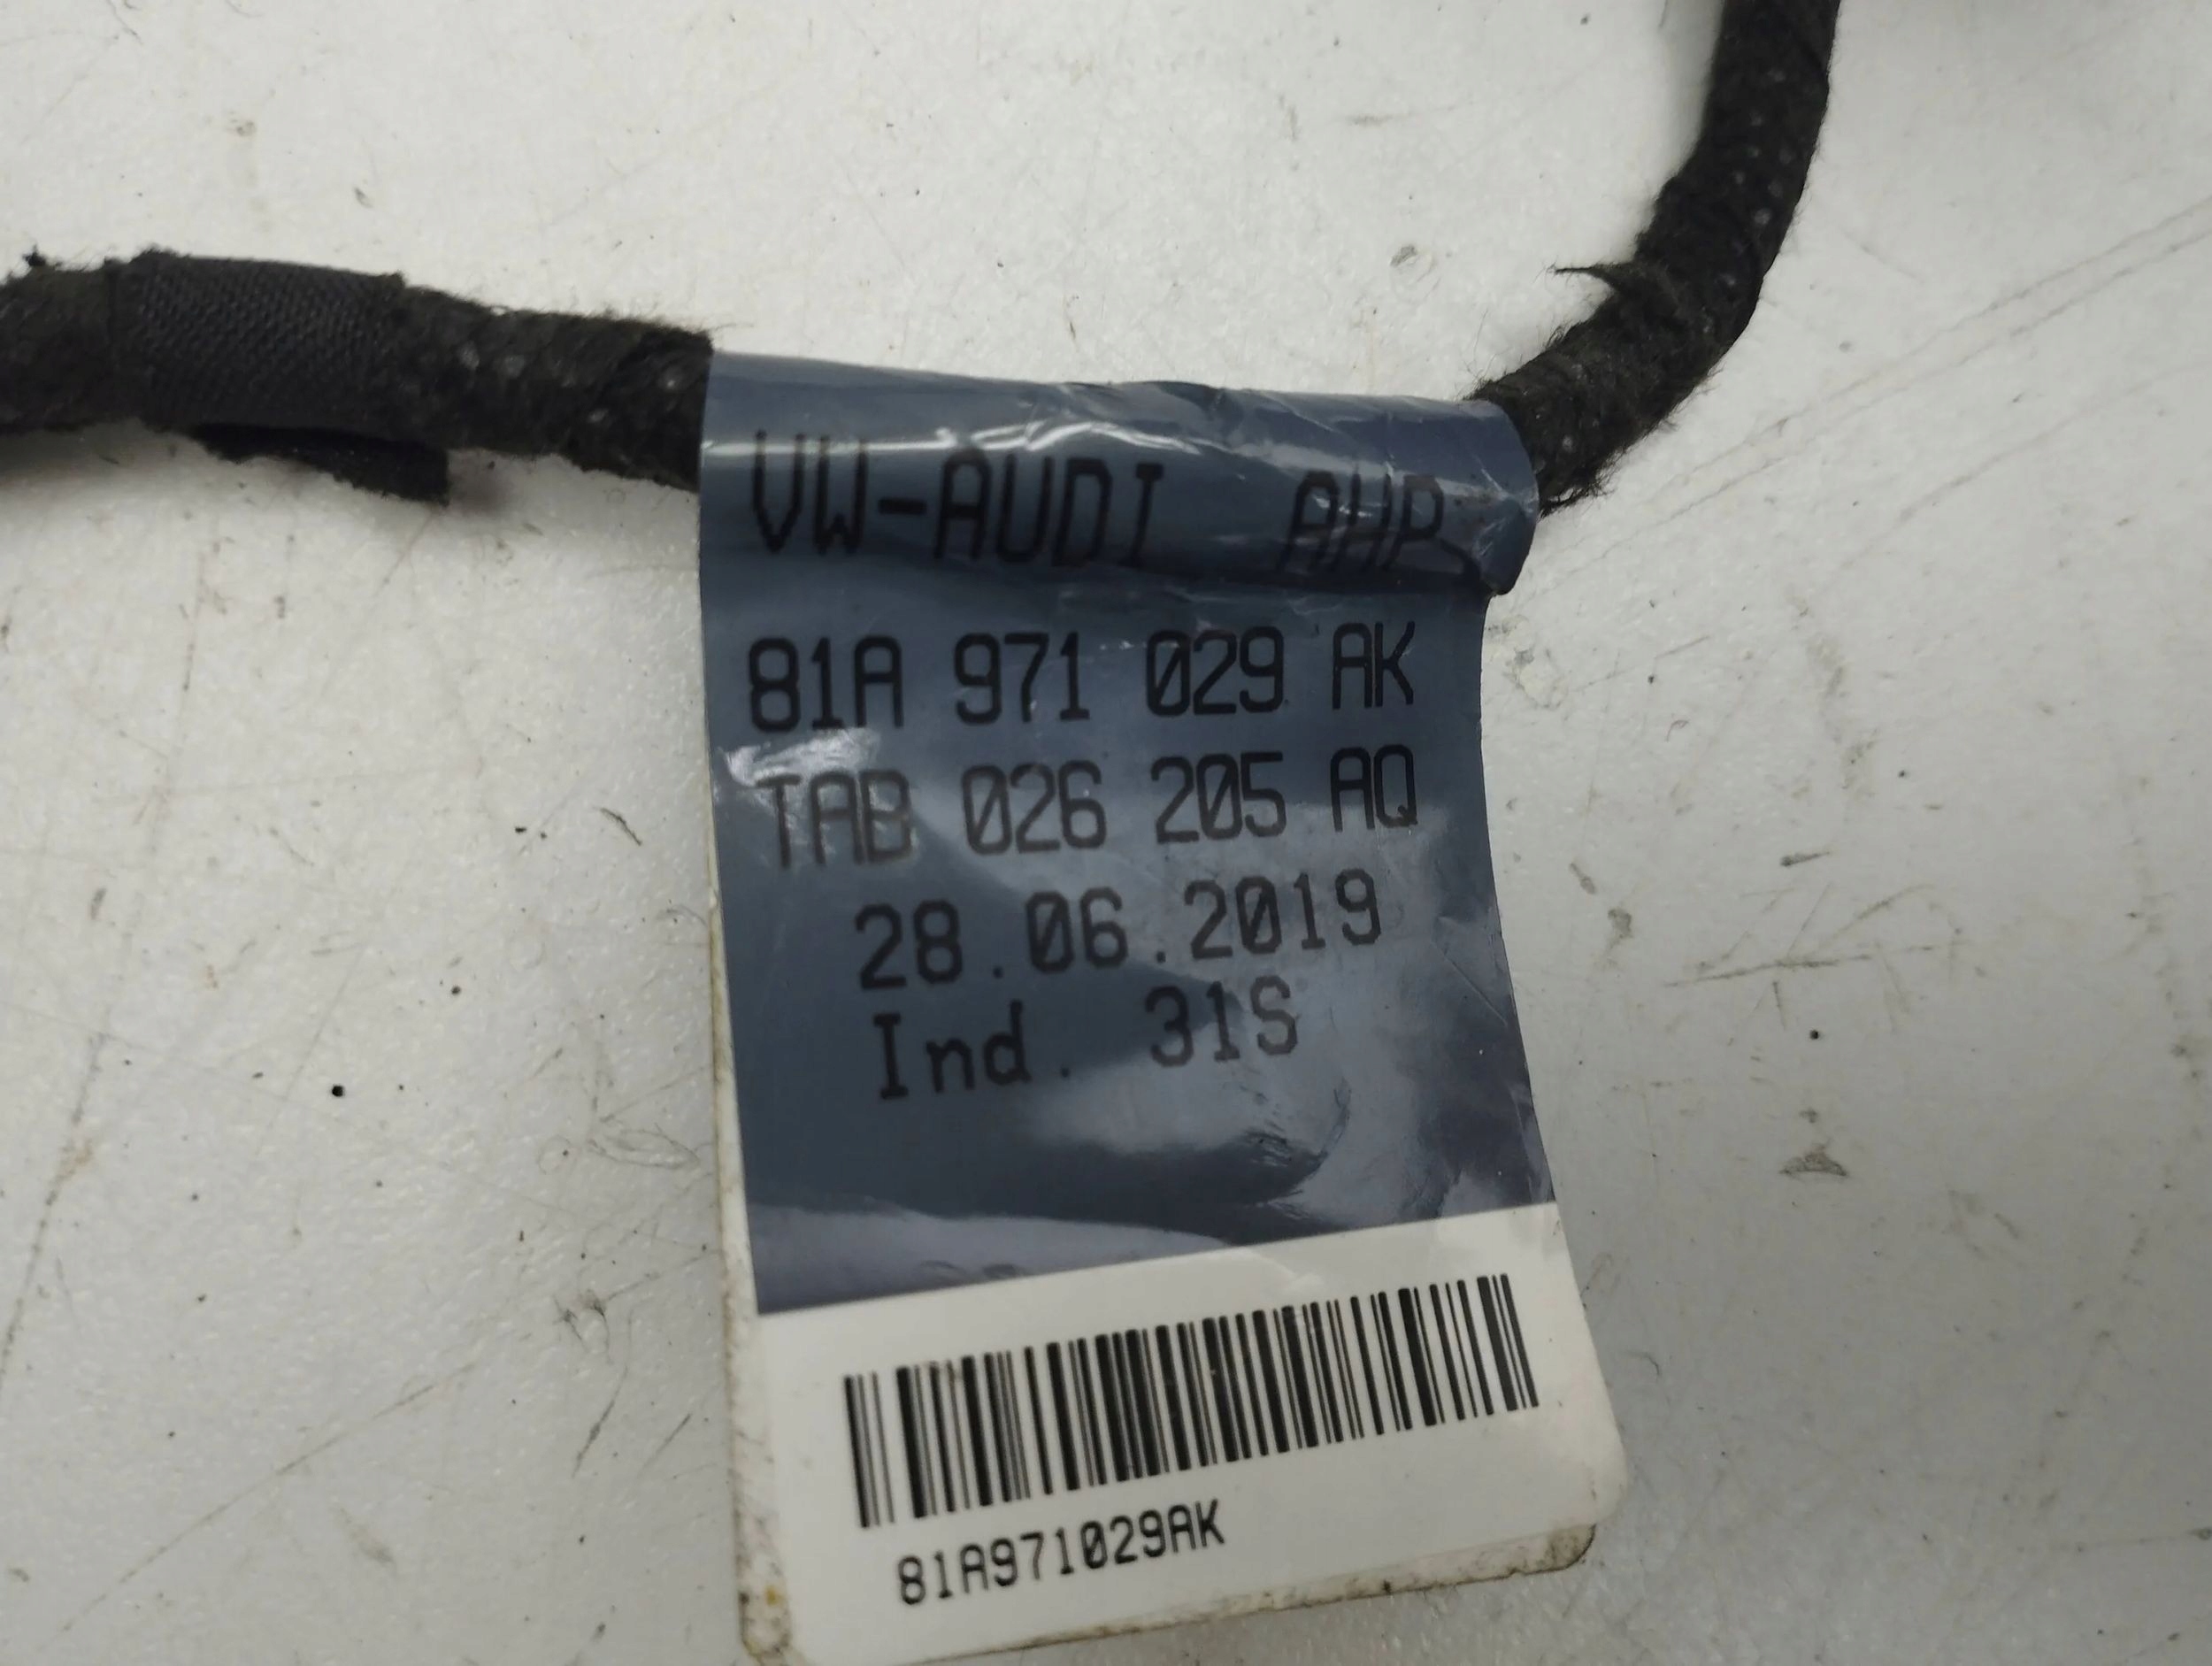 VW-AUDI AHP
81A 971 029 AK
TAB 026 205 AQ
28.06.2019
Ind. 31S
81A971029AK